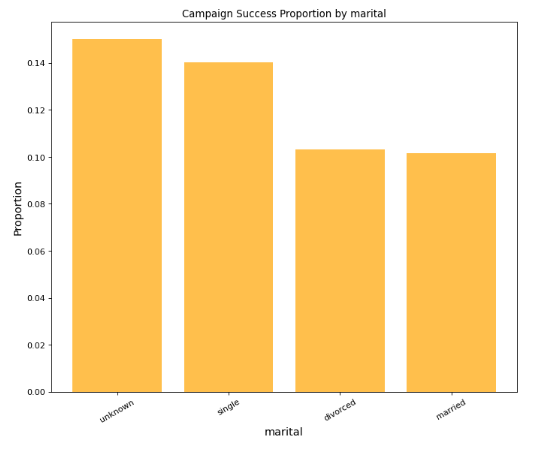 Campaign Success Proportion by marital
0.14
0.12
0.10
0.08
0.06
0.04
0.02
0.00
Proportion
unknown
single
divorced
married
marital